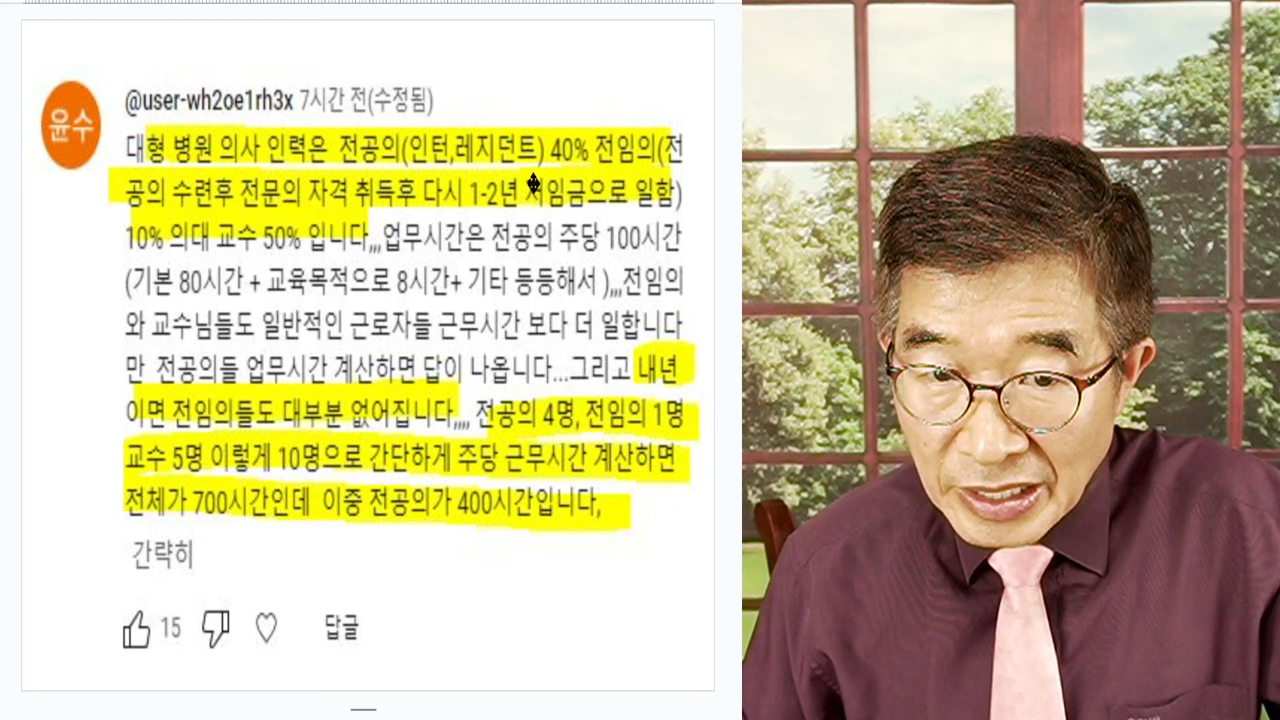 윤수
@user-wh2oe1rh3x 7시간 전(수정됨)
대형 병원 의사 인력은 전공의(인턴,레지던트) 40% 전임의(전
공의 수련후 전문의 자격 취득후 다시 1-2년 저임금으로 일함)
10% 의대 교수 50% 입니다,,,업무시간은 전공의 주당 100시간
(기본 80시간 + 교육목적으로 8시간+ 기타 등등해서 ),,,전임의
와 교수님들도 일반적인 근로자들 근무시간 보다 더 일합니다
만 전공의들 업무시간 계산하면 답이 나옵니다...그리고 내년
이면 전임의들도 대부분 없어집니다,,,, 전공의 4명, 전임의 1명
교수 5명 이렇게 10명으로 간단하게 주당 근무시간 계산하면
전체가 700시간인데 이중 전공의가 400시간입니다,
간략히
15 답글